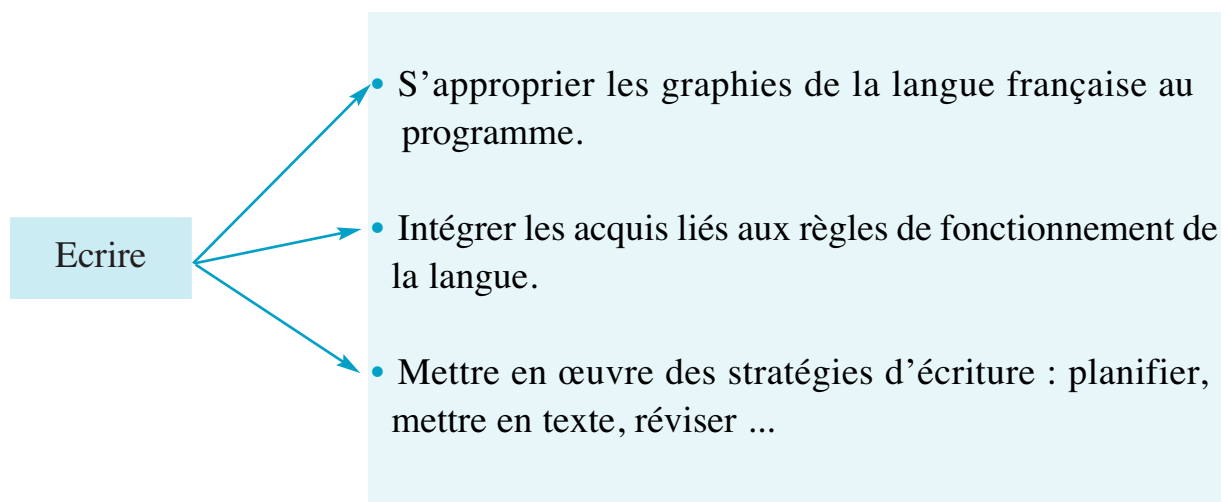 Ecrire
• S’approprier les graphies de la langue française au
programme.
• Intégrer les acquis liés aux règles de fonctionnement de
la langue.
• Mettre en œuvre des stratégies d’écriture : planifier,
mettre en texte, réviser ...